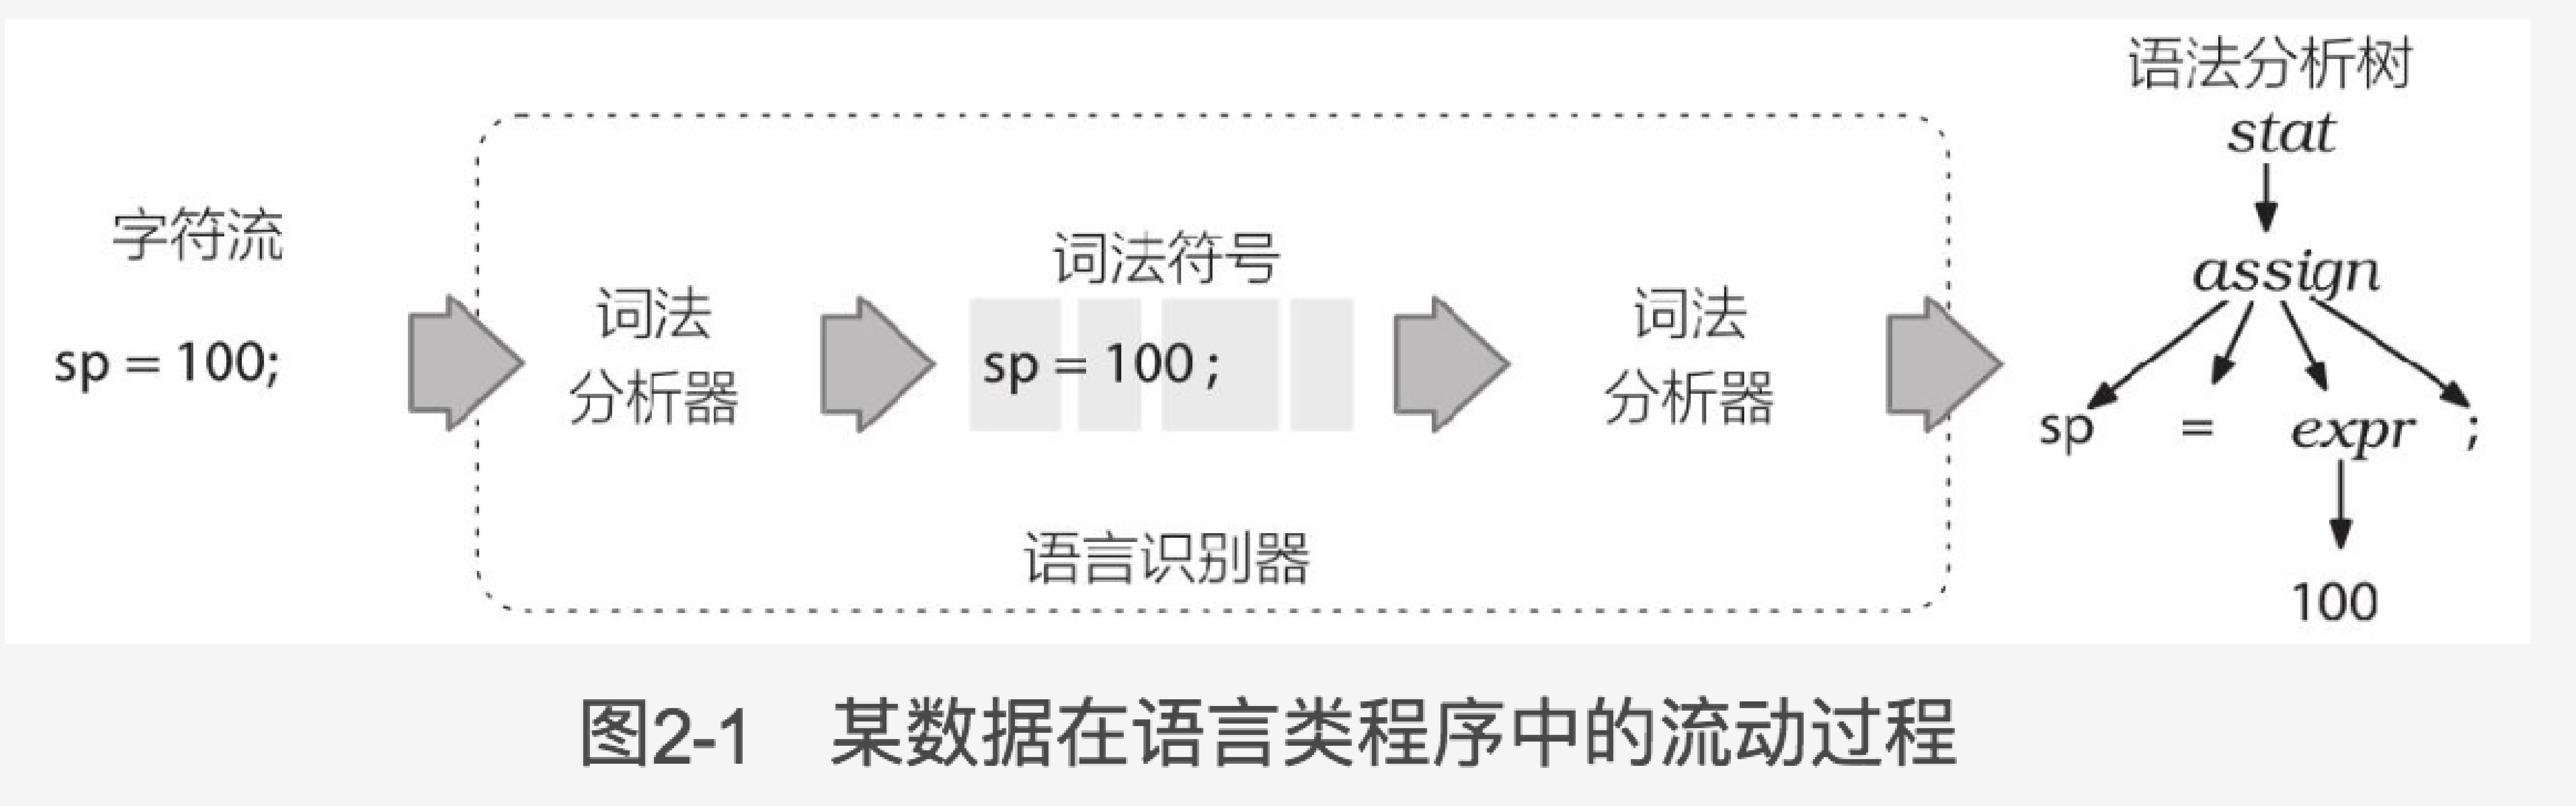 字符流
sp = 100;
词法
分析器
词法符号
sp = 100 ;
词法
分析器
语言识别器
语法分析树
stat
assign
sp = expr ;
100
图2-1 某数据在语言类程序中的流动过程